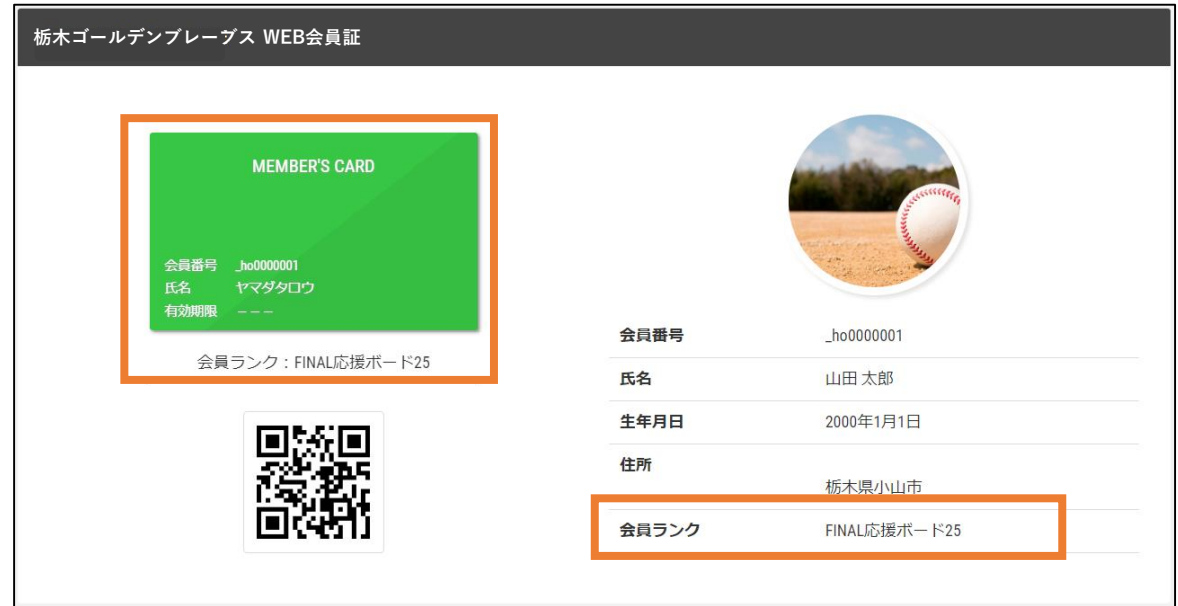 栃木ゴールデンブレーブス WEB会員証
MEMBER'S CARD
会員番号 _ho0000001
氏名 ヤマダタロウ
有効期限 −−−
会員ランク：FINAL応援ボード25
会員番号 _ho0000001
氏名 山田 太郎
生年月日 2000年1月1日
住所
栃木県小山市
会員ランク FINAL応援ボード25